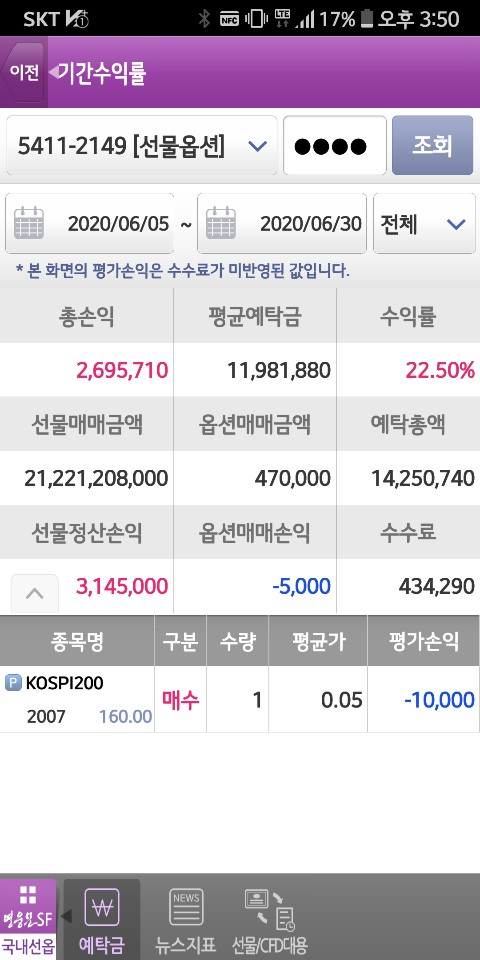 SKT 17% 오후 3:50
이전 기간수익률
5411-2149 [선물옵션] ●●●● 조회
2020/06/05 ~ 2020/06/30 전체
* 본 화면의 평가손익은 수수료가 미반영된 값입니다.
총손익 평균예탁금 수익률
2,695,710 11,981,880 22.50%
선물매매금액 옵션매매금액 예탁총액
21,221,208,000 470,000 14,250,740
선물정산손익 옵션매매손익 수수료
3,145,000 -5,000 434,290
종목명 구분 수량 평균가 평가손익
P KOSPI200 매수 1 0.05 -10,000
2007 160.00
영웅문SF NEWS
국내선옵 예탁금 뉴스지표 선물/CFD대용